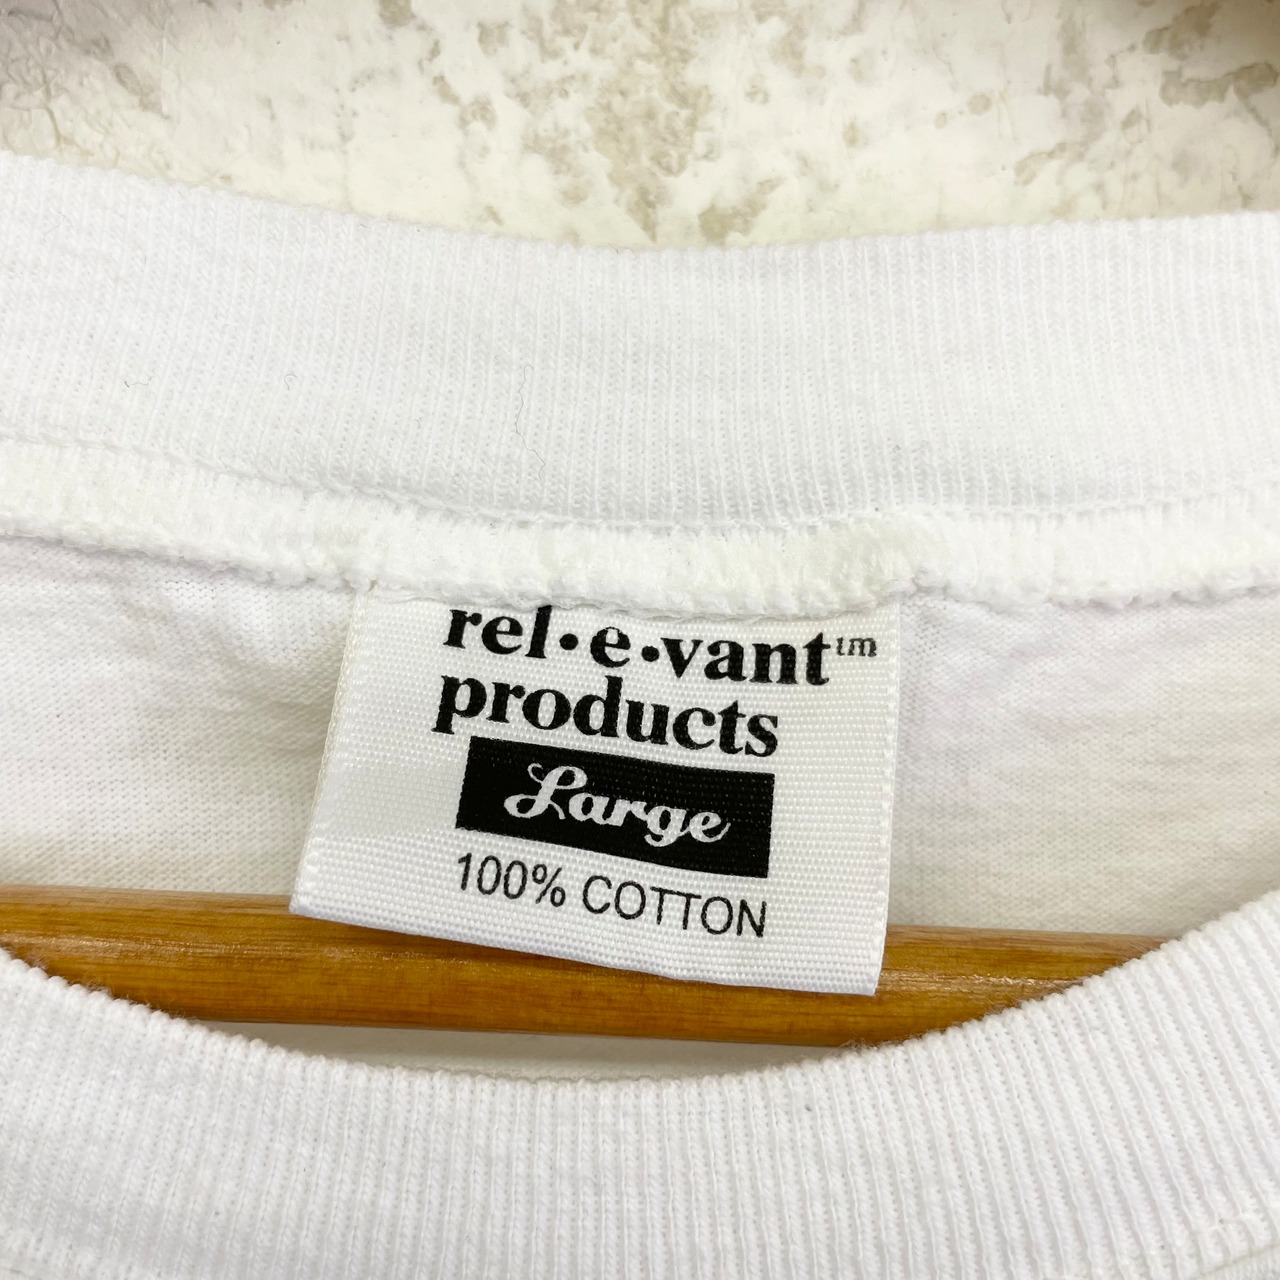 rel•e•vant™
products
Large
100% COTTON